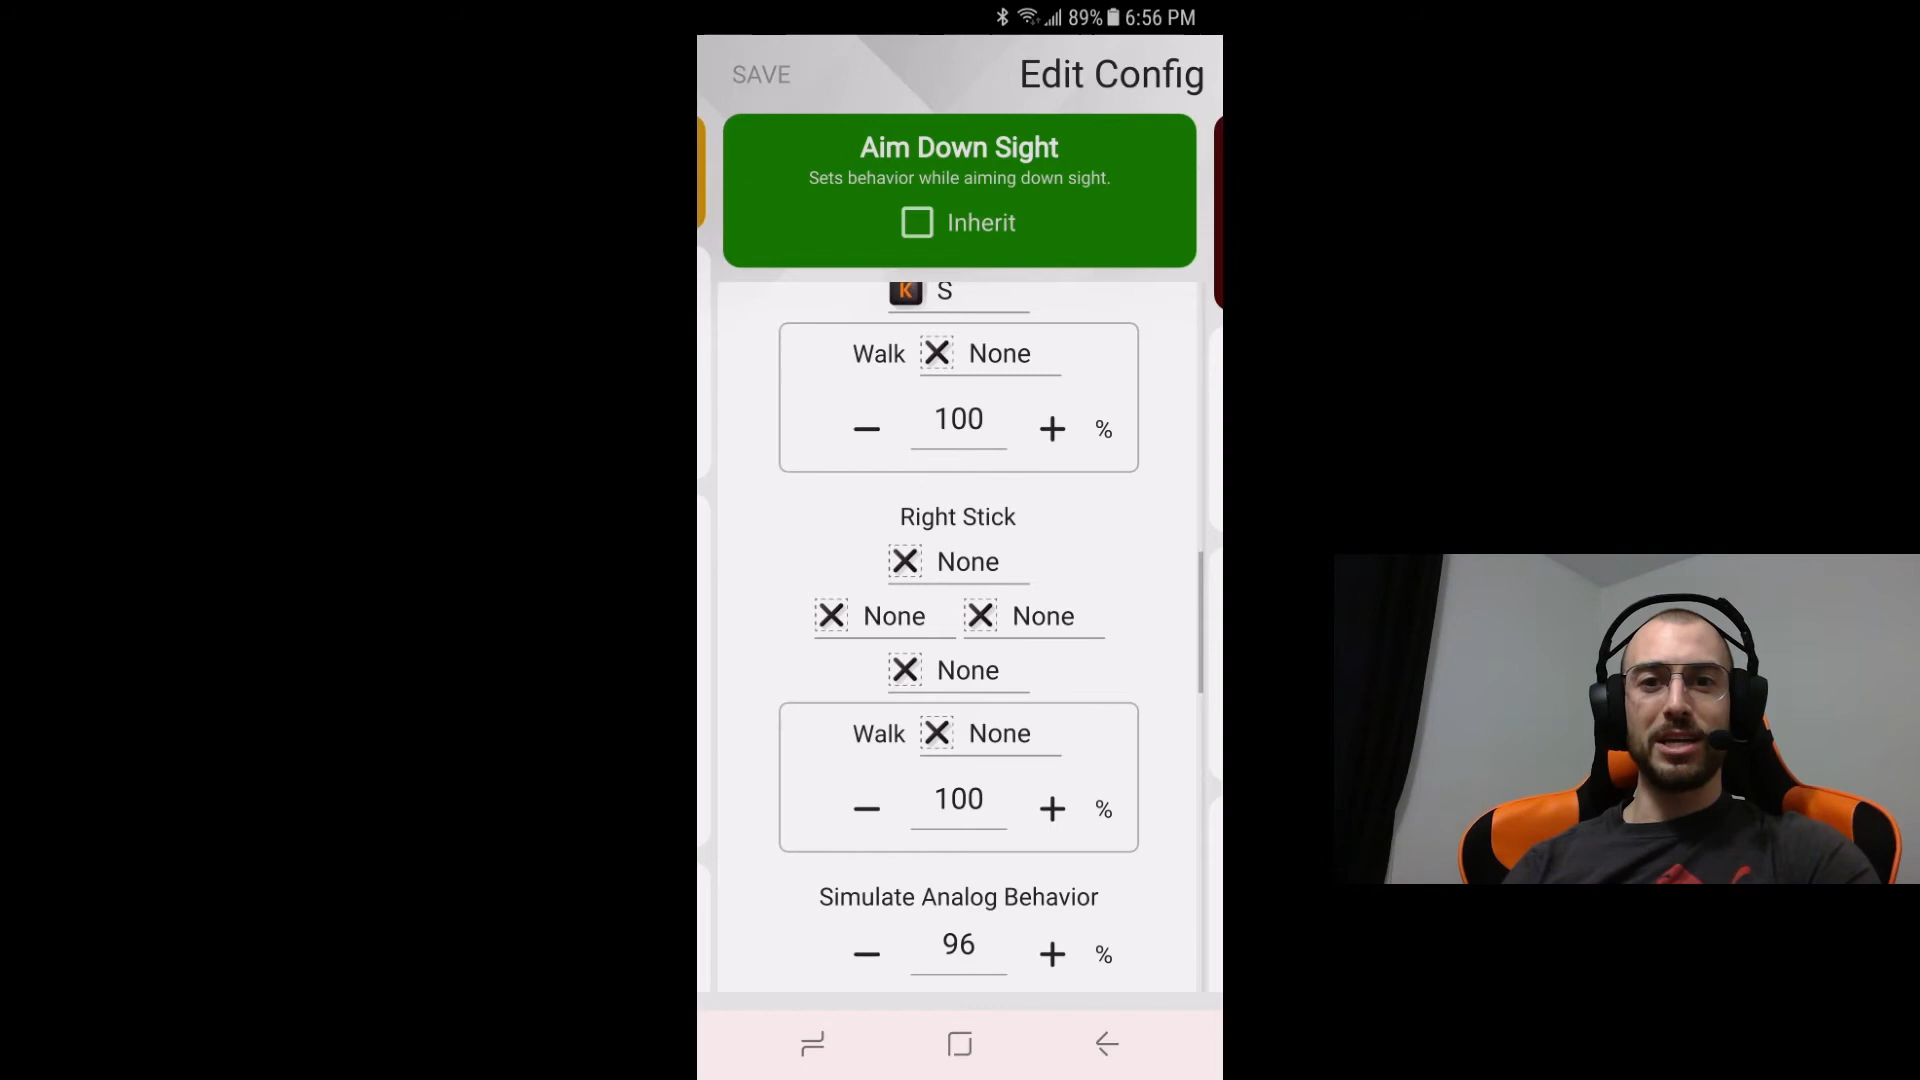 89% 6:56 PM
SAVE Edit Config
Aim Down Sight
Sets behavior while aiming down sight.
Inherit
K S
Walk None
− 100 + %
Right Stick
None
None None
None
Walk None
− 100 + %
Simulate Analog Behavior
− 96 + %